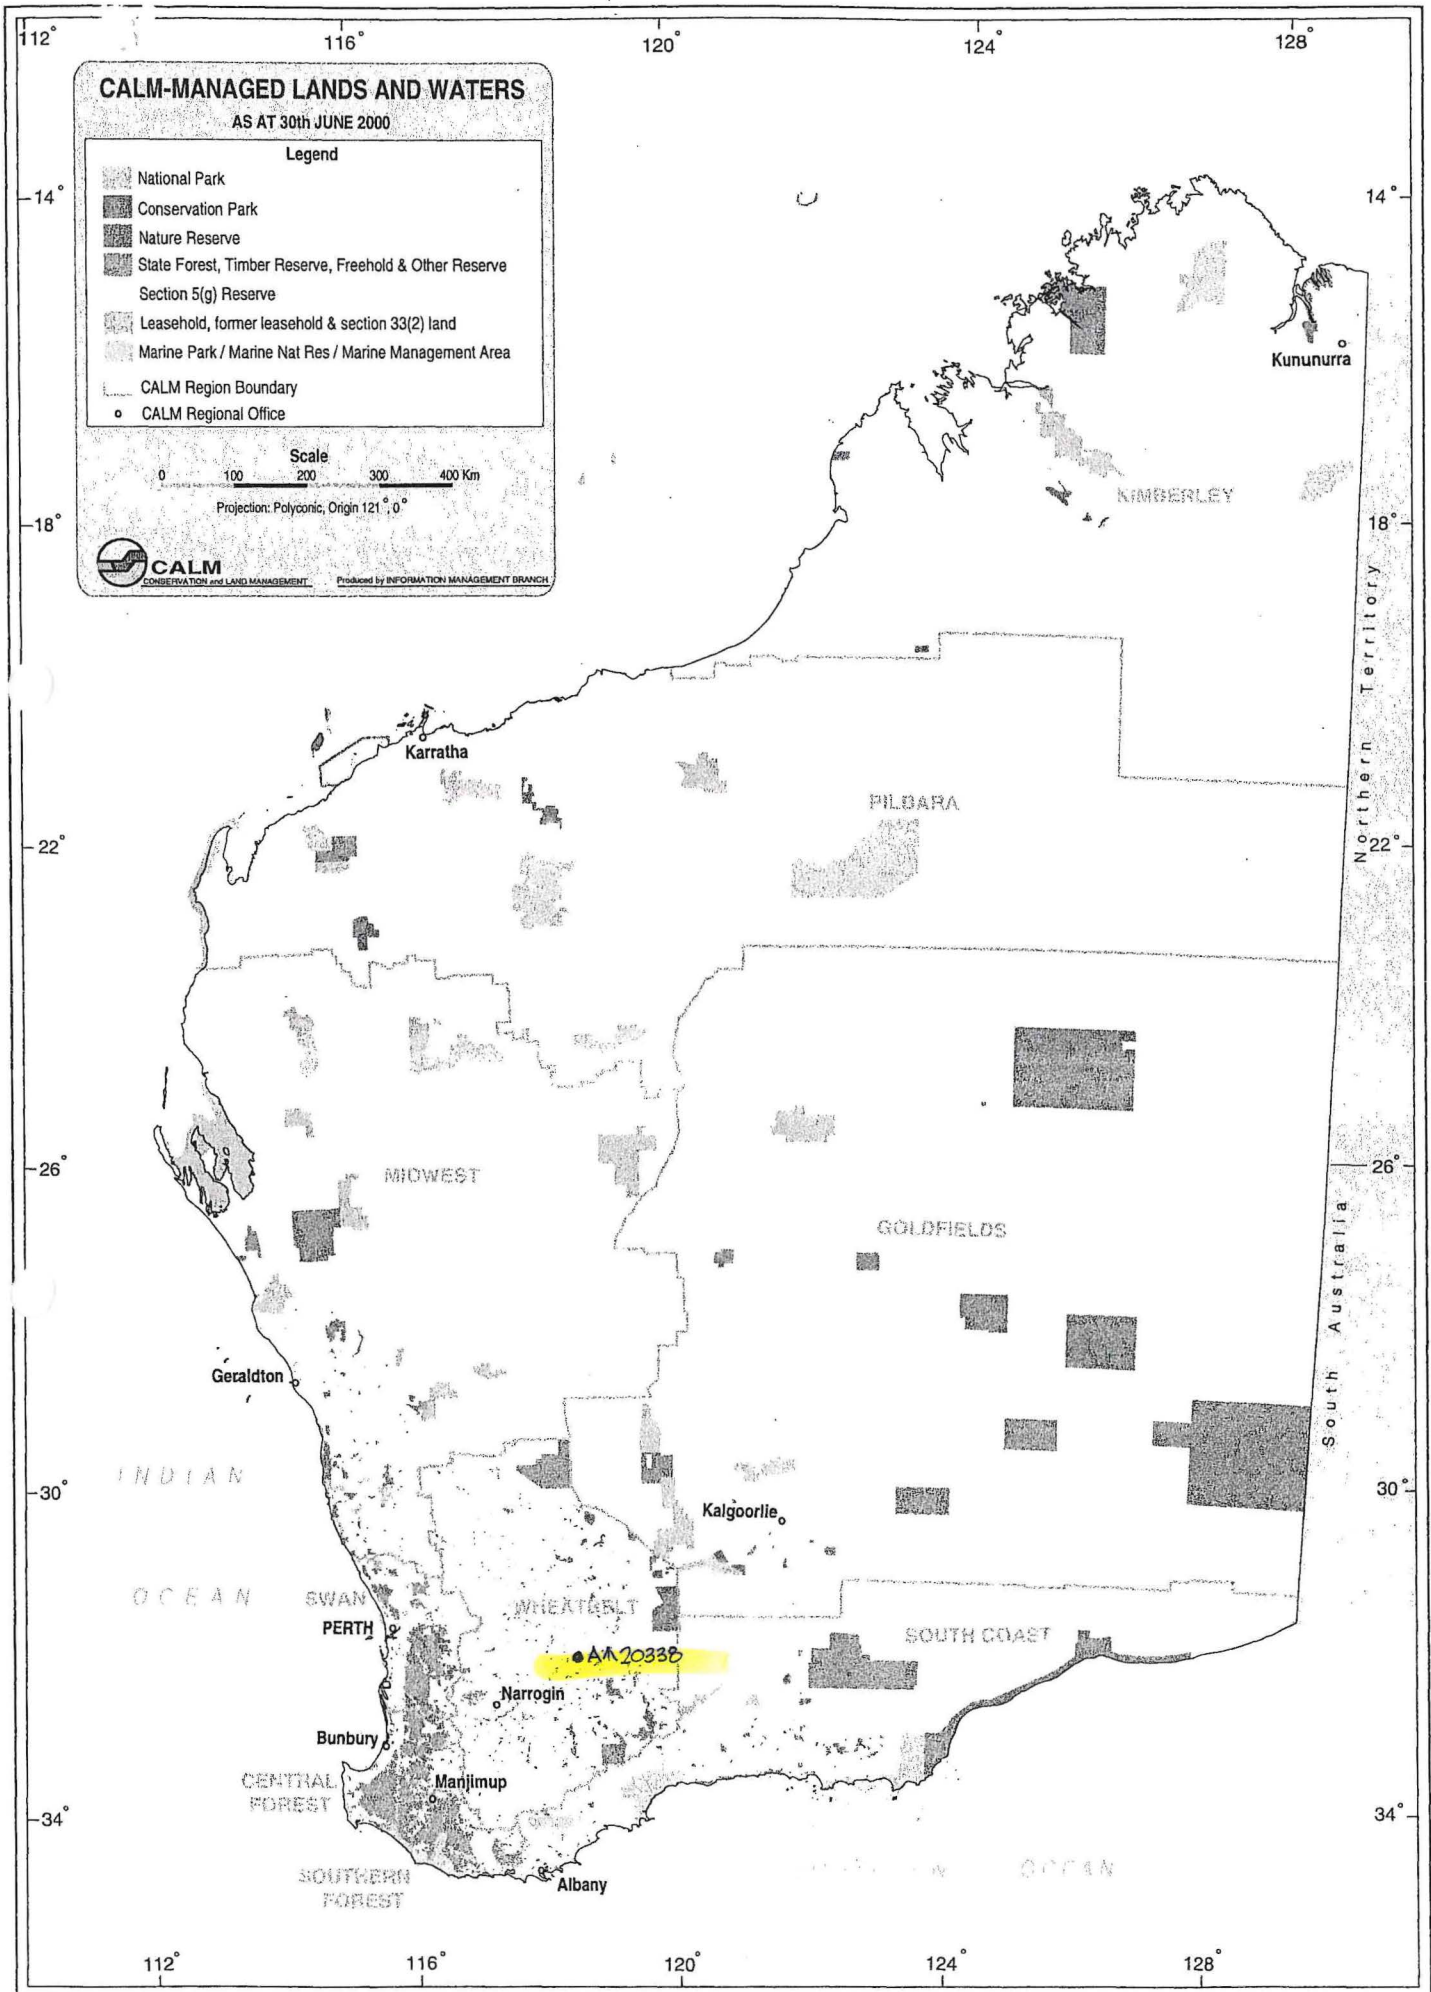 112° 116° 120° 124° 128°
CALM-MANAGED LANDS AND WATERS
AS AT 30th JUNE 2000
Legend
National Park
Conservation Park
Nature Reserve
State Forest, Timber Reserve, Freehold & Other Reserve
Section 5(g) Reserve
Leasehold, former leasehold & section 33(2) land
Marine Park / Marine Nat Res / Marine Management Area
CALM Region Boundary
CALM Regional Office
Scale
0 100 200 300 400 Km
Projection: Polyconic, Origin 121°, 0°
CALM
CONSERVATION and LAND MANAGEMENT Produced by INFORMATION MANAGEMENT BRANCH
14° 14°
Kununurra
KIMBERLEY
18° 18°
Northern Territory
Karratha
PILBARA
22° 22°
26° 26°
MIDWEST
GOLDFIELDS
South Australia
Geraldton
INDIAN
30° 30°
Kalgoorlie
OCEAN
SWAN
WHEATBELT
PERTH
SOUTH COAST
20338
Narrogin
Bunbury
CENTRAL
FOREST
Manjimup
34° 34°
SOUTHERN
FOREST
Albany
OCEAN
112° 116° 120° 124° 128°